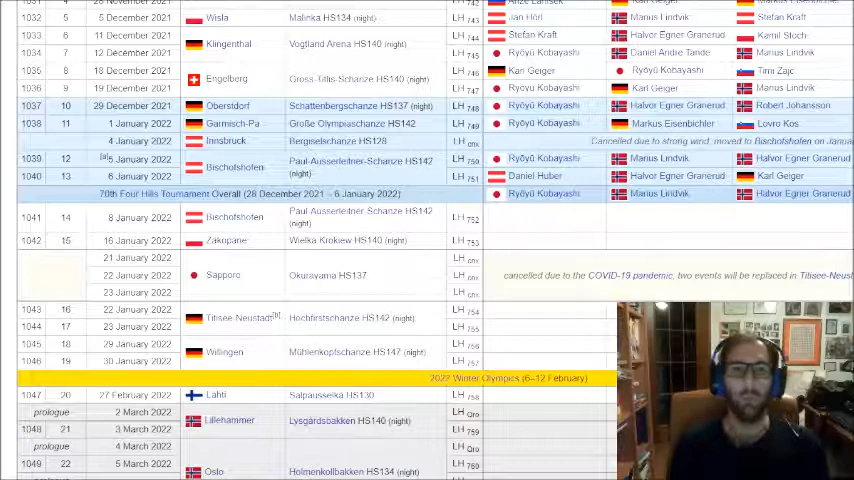 5 December 2021 Wisla Malinka HS134 (night) LH 743 Jan Hörl Marius Lindvik Stefan Kraft
1033 6 11 December 2021 Klingenthal Vogtland Arena HS140 (night) LH 744 Stefan Kraft Halvor Egner Granerud Kamil Stoch
1034 7 12 December 2021 LH 745 Ryōyū Kobayashi Daniel Andre Tande Marius Lindvik
1035 8 18 December 2021 Engelberg Gross-Titlis-Schanze HS140 (night) LH 746 Karl Geiger Ryōyū Kobayashi Timi Zajc
1036 9 19 December 2021 LH 747 Ryōyū Kobayashi Karl Geiger Marius Lindvik
1037 10 29 December 2021 Oberstdorf Schattenbergschanze HS137 (night) LH 748 Ryōyū Kobayashi Halvor Egner Granerud Robert Johansson
1038 11 1 January 2022 Garmisch-Pa Große Olympiaschanze HS142 LH 749 Ryōyū Kobayashi Markus Eisenbichler Lovro Kos
4 January 2022 Innsbruck Bergiselschanze HS128 LH cnx Cancelled due to strong wind, moved to Bischofshofen on Janua
1039 12 [a]5 January 2022 Bischofshofen Paul-Ausserleitner-Schanze HS142 (night) LH 750 Ryōyū Kobayashi Marius Lindvik Halvor Egner Granerud
1040 13 6 January 2022 LH 751 Daniel Huber Halvor Egner Granerud Karl Geiger
70th Four Hills Tournament Overall (28 December 2021 – 6 January 2022) Ryōyū Kobayashi Marius Lindvik Halvor Egner Granerud
1041 14 8 January 2022 Bischofshofen Paul-Ausserleitner-Schanze HS142 (night) LH 752
1042 15 16 January 2022 Zakopane Wielka Krokiew HS140 (night) LH 753
21 January 2022 LH cnx
22 January 2022 Sapporo Okurayama HS137 LH cnx cancelled due to the COVID-19 pandemic; two events will be replaced in Titisee-Neust
23 January 2022 LH cnx
1043 16 22 January 2022 Titisee-Neustadt[b] Hochfirstschanze HS142 (night) LH 754
1044 17 23 January 2022 LH 755
1045 18 29 January 2022 Willingen Mühlenkopfschanze HS147 (night) LH 756
1046 19 30 January 2022 LH 757
2022 Winter Olympics (6–12 February)
1047 20 27 February 2022 Lahti Salpausselkä HS130 LH 758
prologue 2 March 2022 Lillehammer Lysgårdsbakken HS140 (night) LH Qro
1048 21 3 March 2022 LH 759
prologue 4 March 2022 LH Qro
1049 22 5 March 2022 Oslo Holmenkollbakken HS134 (night) LH 760